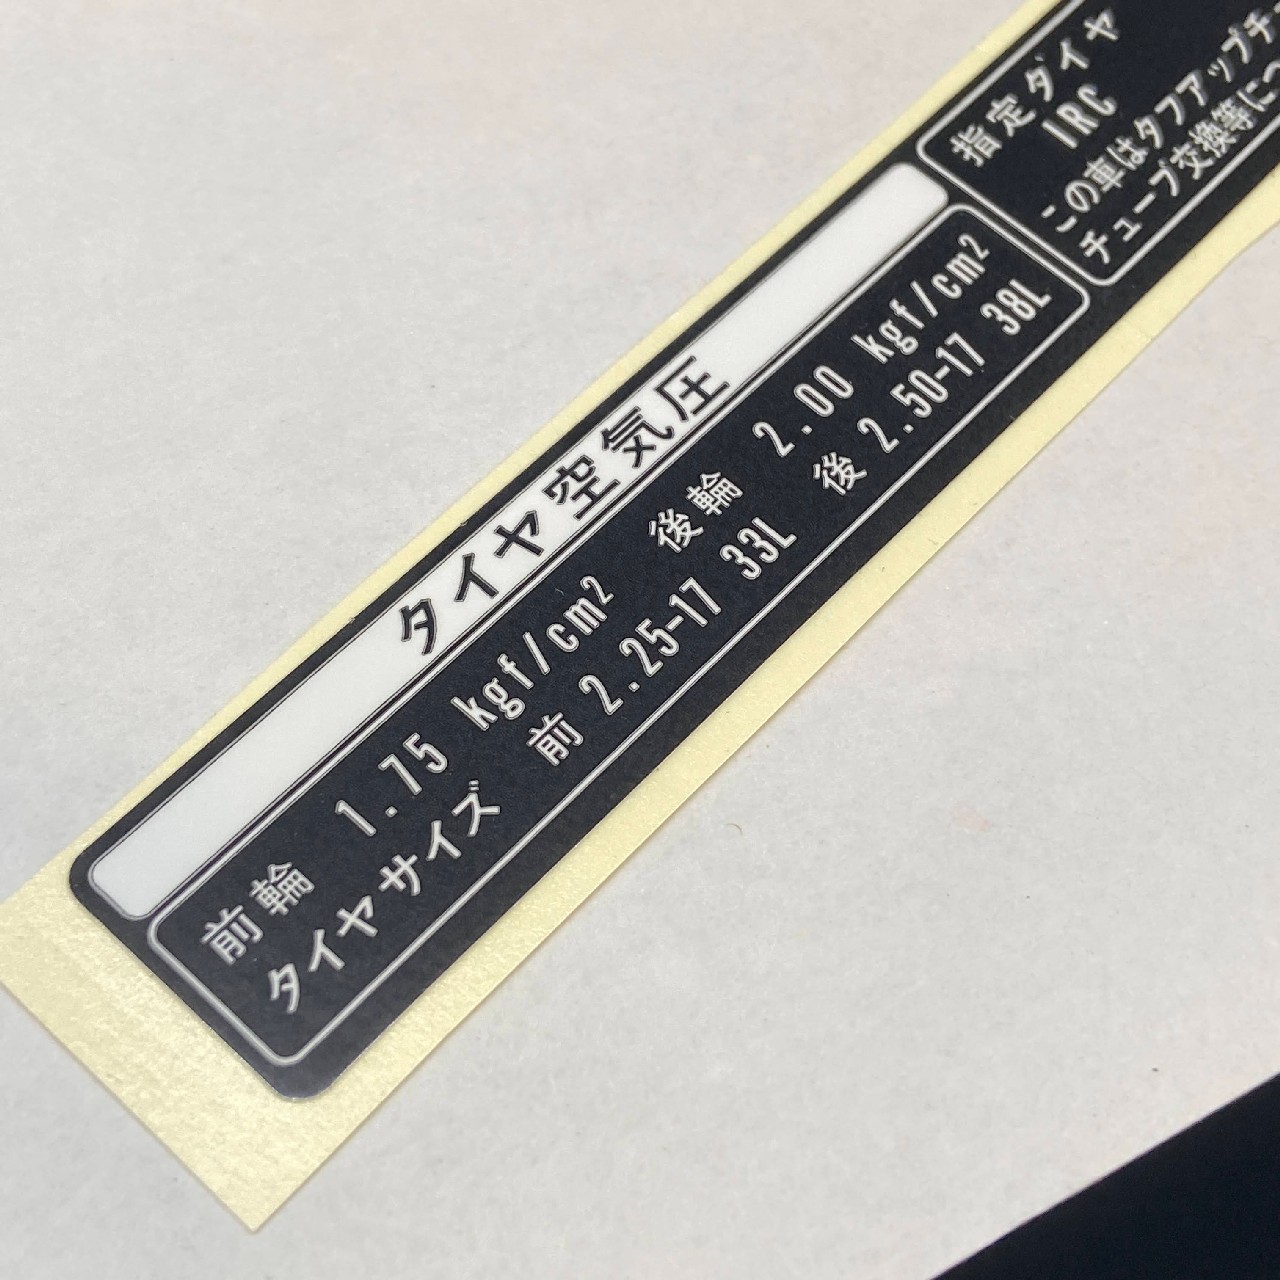 タイヤ空気圧
前輪 1.75 kgf/cm² 後輪 2.00 kgf/cm²
タイヤサイズ 前 2.25-17 33L 後 2.50-17 38L
指定タイヤ
IRC
この車はタフアップチ
チューブ交換等につ